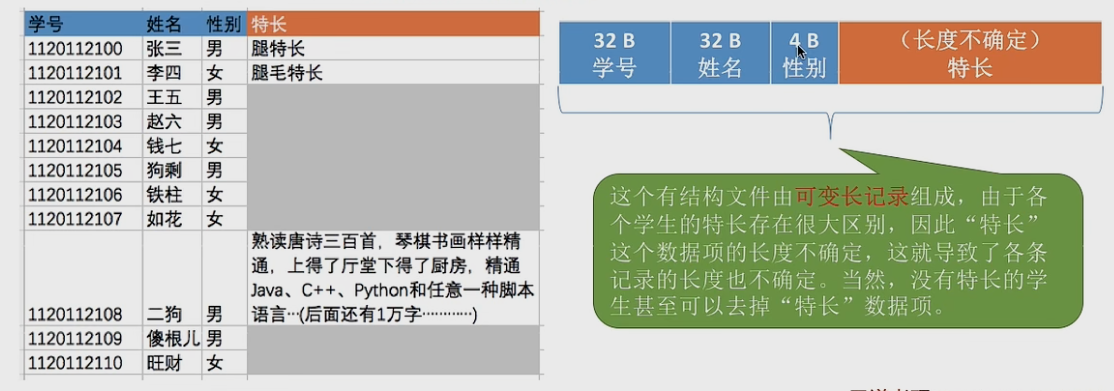 学号 姓名 性别 特长
1120112100 张三 男 腿特长
1120112101 李四 女 腿毛特长
1120112102 王五 男
1120112103 赵六 男
1120112104 钱七 女
1120112105 狗剩 男
1120112106 铁柱 女
1120112107 如花 女
熟读唐诗三百首，琴棋书画样样精
通，上得了厅堂下得了厨房，精通
Java、C++、Python和任意一种脚本
1120112108 二狗 男 语言…(后面还有1万字…………)
1120112109 傻根儿 男
1120112110 旺财 女
32 B 32 B 4 B （长度不确定）
学号 姓名 性别 特长
这个有结构文件由可变长记录组成，由于各
个学生的特长存在很大区别，因此“特长”
这个数据项的长度不确定，这就导致了各条
记录的长度也不确定。当然，没有特长的学
生甚至可以去掉“特长”数据项。